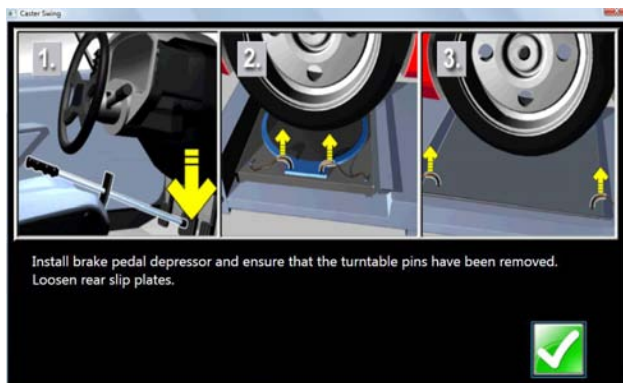 Caster Swing
1.
2.
3.
Install brake pedal depressor and ensure that the turntable pins have been removed.
Loosen rear slip plates.